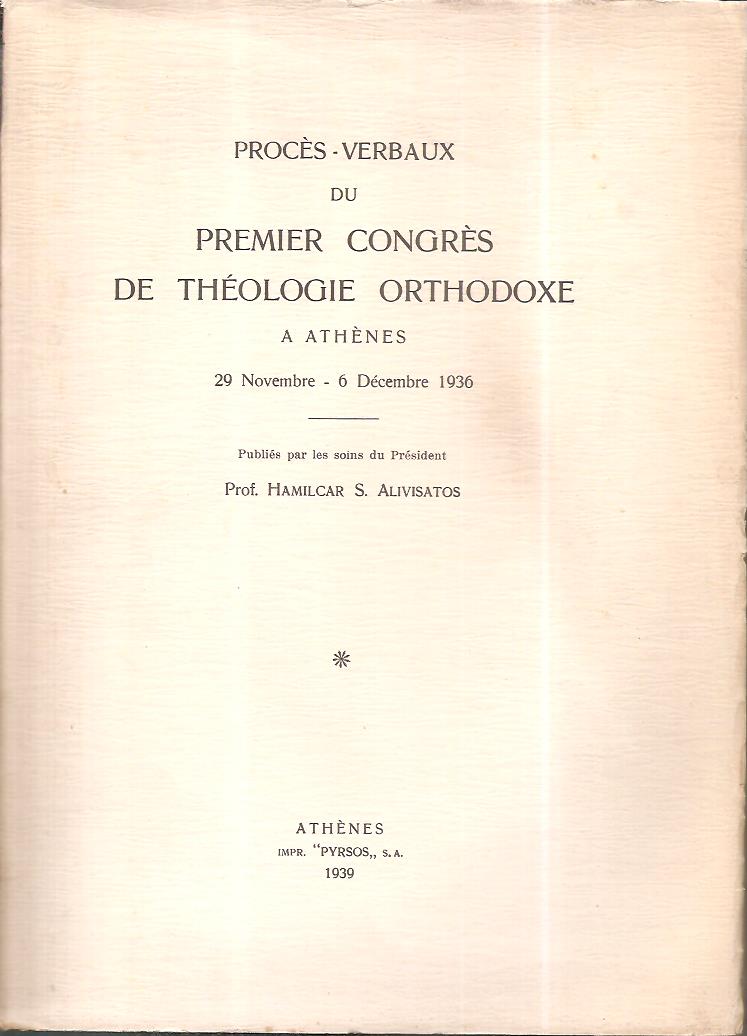 PROCÈS - VERBAUX
DU
PREMIER CONGRÈS
DE THÉOLOGIE ORTHODOXE
A ATHÈNES
29 Novembre - 6 Décembre 1936
Publiés par les soins du Président
Prof. HAMILCAR S. ALIVISATOS
ATHÈNES
IMPR. “PYRSOS„ S.A.
1939